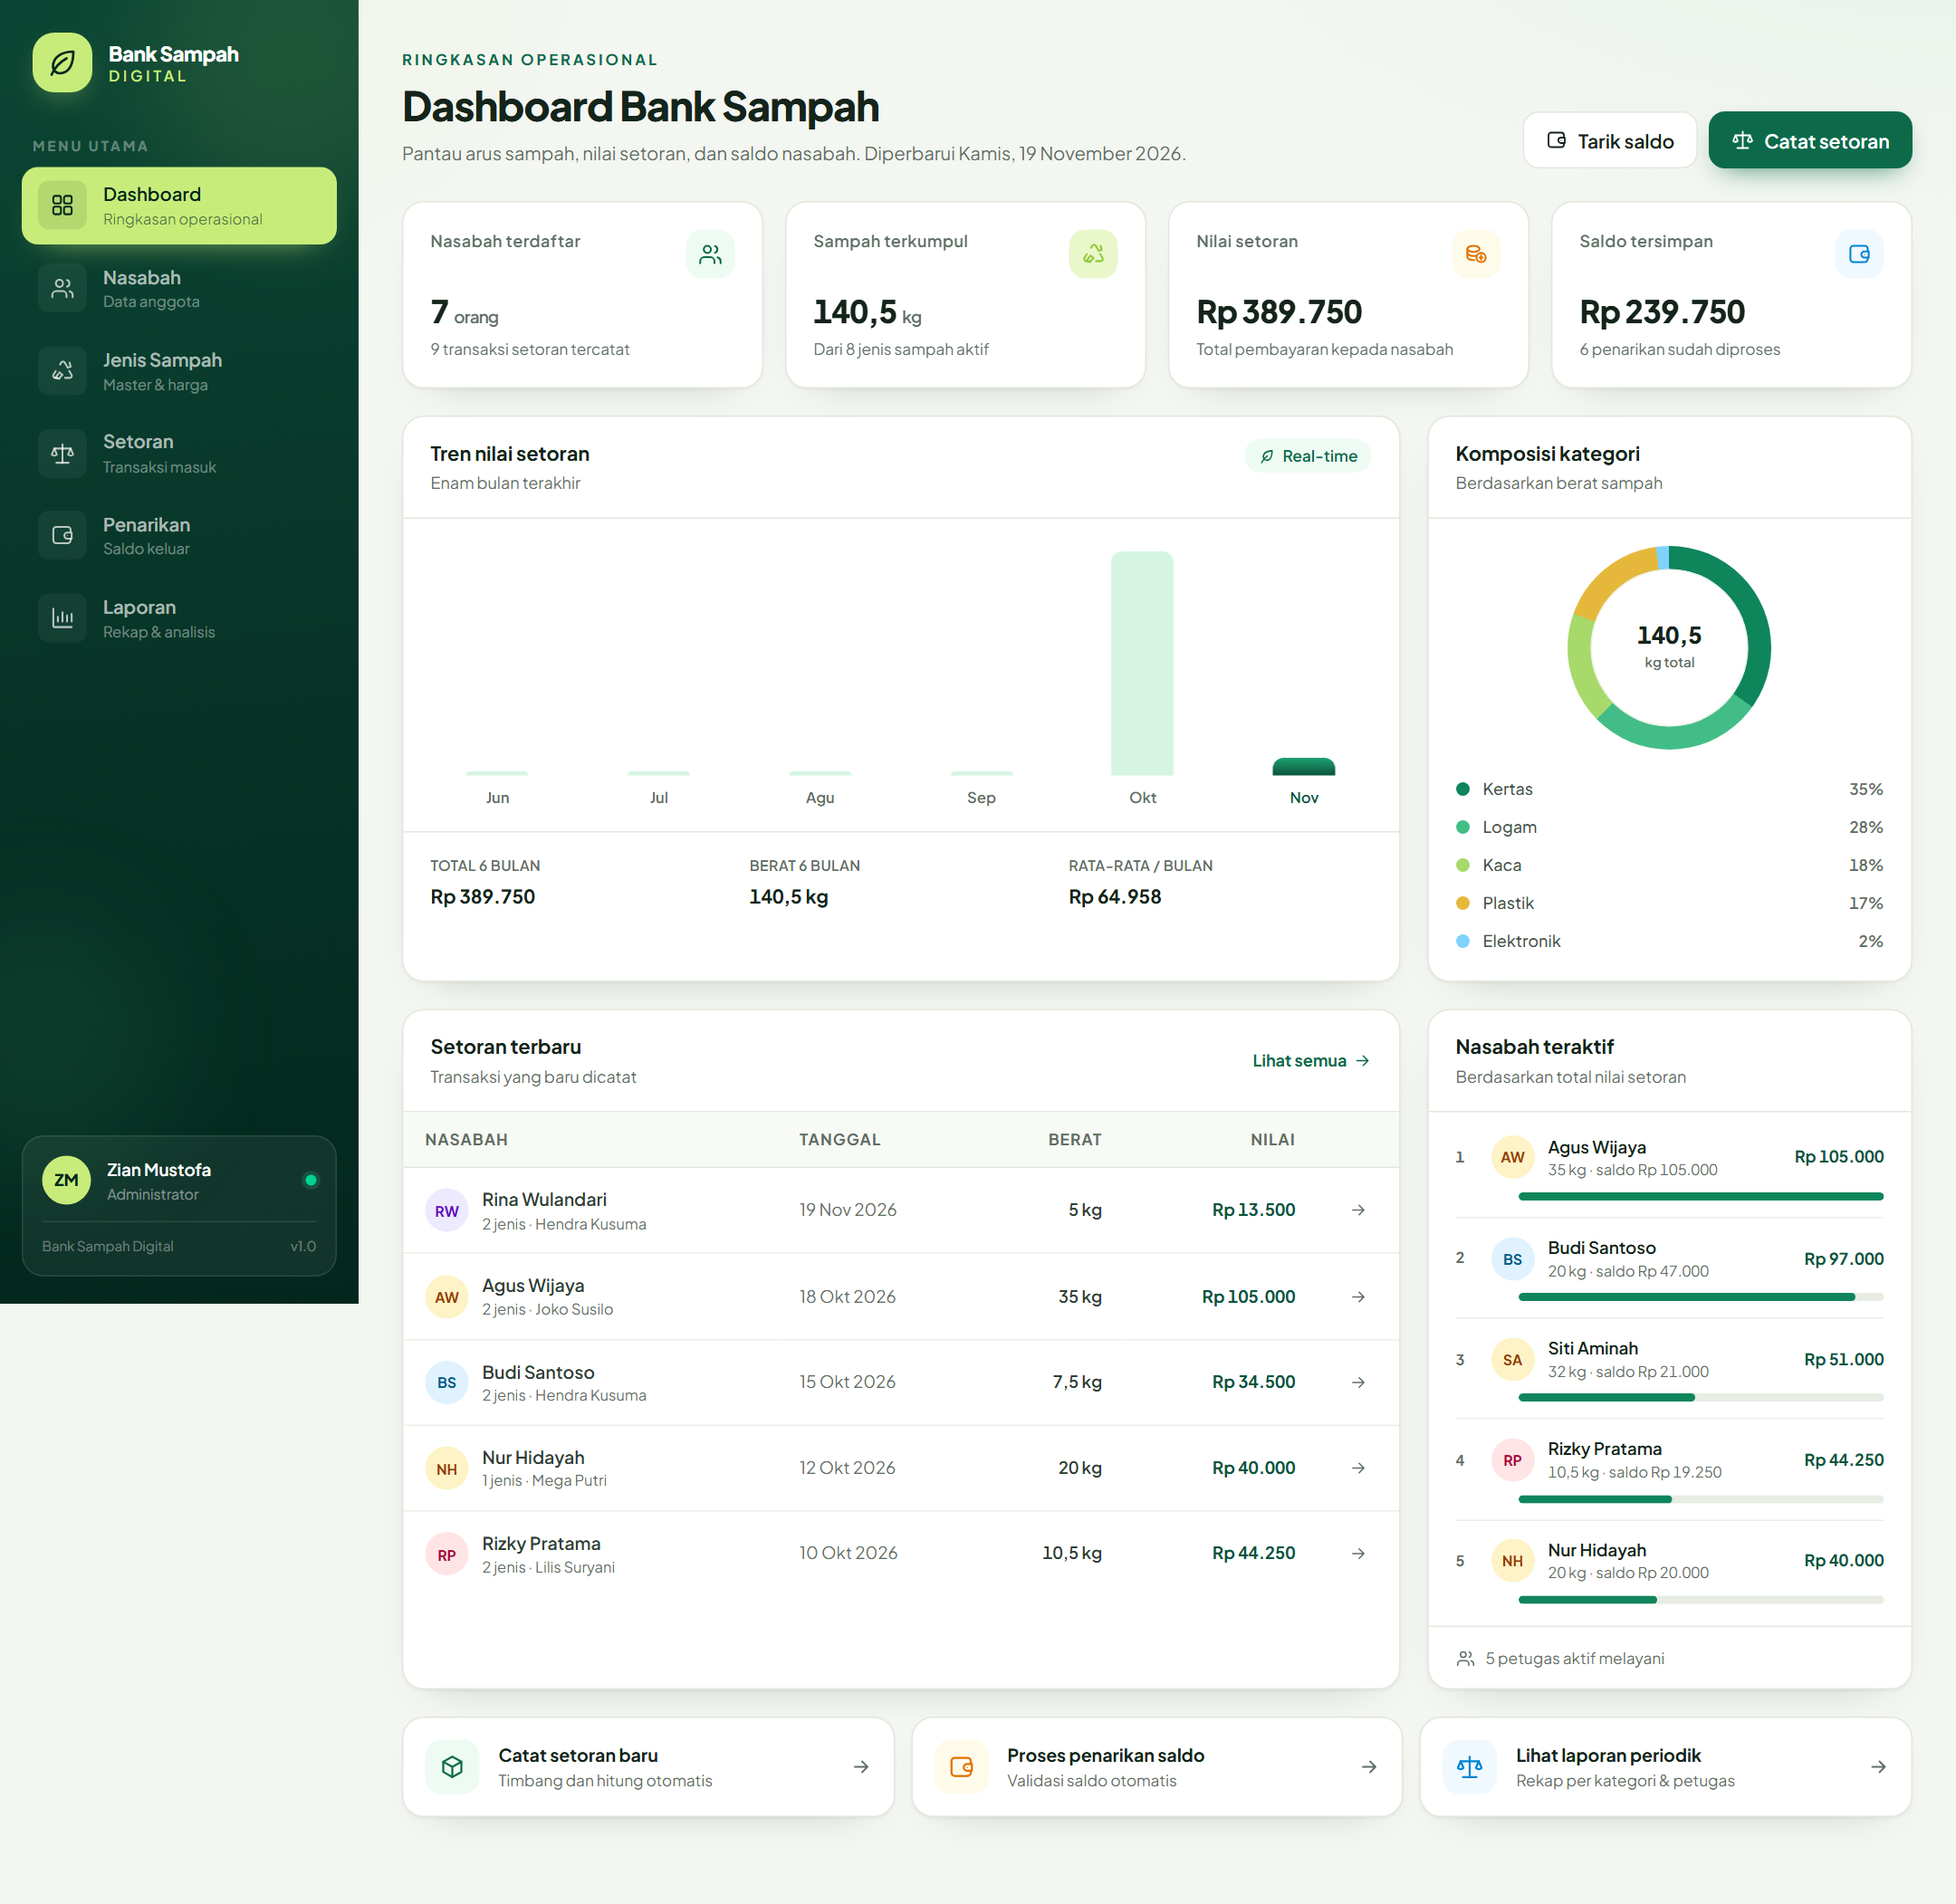 Bank Sampah
DIGITAL
MENU UTAMA
Dashboard
Ringkasan operasional
Nasabah
Data anggota
Jenis Sampah
Master & harga
Setoran
Transaksi masuk
Penarikan
Saldo keluar
Laporan
Rekap & analisis
ZM
Zian Mustofa
Administrator
Bank Sampah Digital
v1.0
RINGKASAN OPERASIONAL
Dashboard Bank Sampah
Pantau arus sampah, nilai setoran, dan saldo nasabah. Diperbarui Kamis, 19 November 2026.
Tarik saldo
Catat setoran
Nasabah terdaftar
7 orang
9 transaksi setoran tercatat
Sampah terkumpul
140,5 kg
Dari 8 jenis sampah aktif
Nilai setoran
Rp 389.750
Total pembayaran kepada nasabah
Saldo tersimpan
Rp 239.750
6 penarikan sudah diproses
Tren nilai setoran
Enam bulan terakhir
Real-time
Jun
Jul
Agu
Sep
Okt
Nov
TOTAL 6 BULAN
Rp 389.750
BERAT 6 BULAN
140,5 kg
RATA-RATA / BULAN
Rp 64.958
Komposisi kategori
Berdasarkan berat sampah
140,5
kg total
Kertas 35%
Logam 28%
Kaca 18%
Plastik 17%
Elektronik 2%
Setoran terbaru
Transaksi yang baru dicatat
Lihat semua →
NASABAH TANGGAL BERAT NILAI
RW
Rina Wulandari
2 jenis · Hendra Kusuma
19 Nov 2026
5 kg
Rp 13.500
AW
Agus Wijaya
2 jenis · Joko Susilo
18 Okt 2026
35 kg
Rp 105.000
BS
Budi Santoso
2 jenis · Hendra Kusuma
15 Okt 2026
7,5 kg
Rp 34.500
NH
Nur Hidayah
1 jenis · Mega Putri
12 Okt 2026
20 kg
Rp 40.000
RP
Rizky Pratama
2 jenis · Lilis Suryani
10 Okt 2026
10,5 kg
Rp 44.250
Nasabah teraktif
Berdasarkan total nilai setoran
1
AW
Agus Wijaya
35 kg · saldo Rp 105.000
Rp 105.000
2
BS
Budi Santoso
20 kg · saldo Rp 47.000
Rp 97.000
3
SA
Siti Aminah
32 kg · saldo Rp 21.000
Rp 51.000
4
RP
Rizky Pratama
10,5 kg · saldo Rp 19.250
Rp 44.250
5
NH
Nur Hidayah
20 kg · saldo Rp 20.000
Rp 40.000
5 petugas aktif melayani
Catat setoran baru
Timbang dan hitung otomatis
Proses penarikan saldo
Validasi saldo otomatis
Lihat laporan periodik
Rekap per kategori & petugas